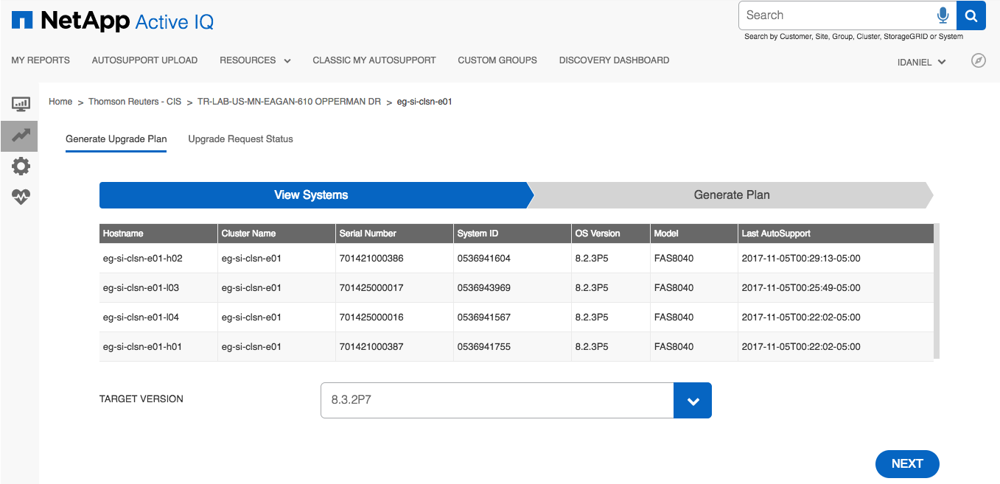 NetApp Active IQ
Search
Search by Customer, Site, Group, Cluster, StorageGRID or System
MY REPORTS AUTOSUPPORT UPLOAD RESOURCES CLASSIC MY AUTOSUPPORT CUSTOM GROUPS DISCOVERY DASHBOARD IDANIEL
Home > Thomson Reuters - CIS > TR-LAB-US-MN-EAGAN-610 OPPERMAN DR > eg-si-clsn-e01
Generate Upgrade Plan Upgrade Request Status
View Systems Generate Plan
Hostname Cluster Name Serial Number System ID OS Version Model Last AutoSupport
eg-si-clsn-e01-h02 eg-si-clsn-e01 701421000386 0536941604 8.2.3P5 FAS8040 2017-11-05T00:29:13-05:00
eg-si-clsn-e01-l03 eg-si-clsn-e01 701425000017 0536943969 8.2.3P5 FAS8040 2017-11-05T00:25:49-05:00
eg-si-clsn-e01-l04 eg-si-clsn-e01 701425000016 0536941567 8.2.3P5 FAS8040 2017-11-05T00:22:02-05:00
eg-si-clsn-e01-h01 eg-si-clsn-e01 701421000387 0536941755 8.2.3P5 FAS8040 2017-11-05T00:22:02-05:00
TARGET VERSION 8.3.2P7
NEXT